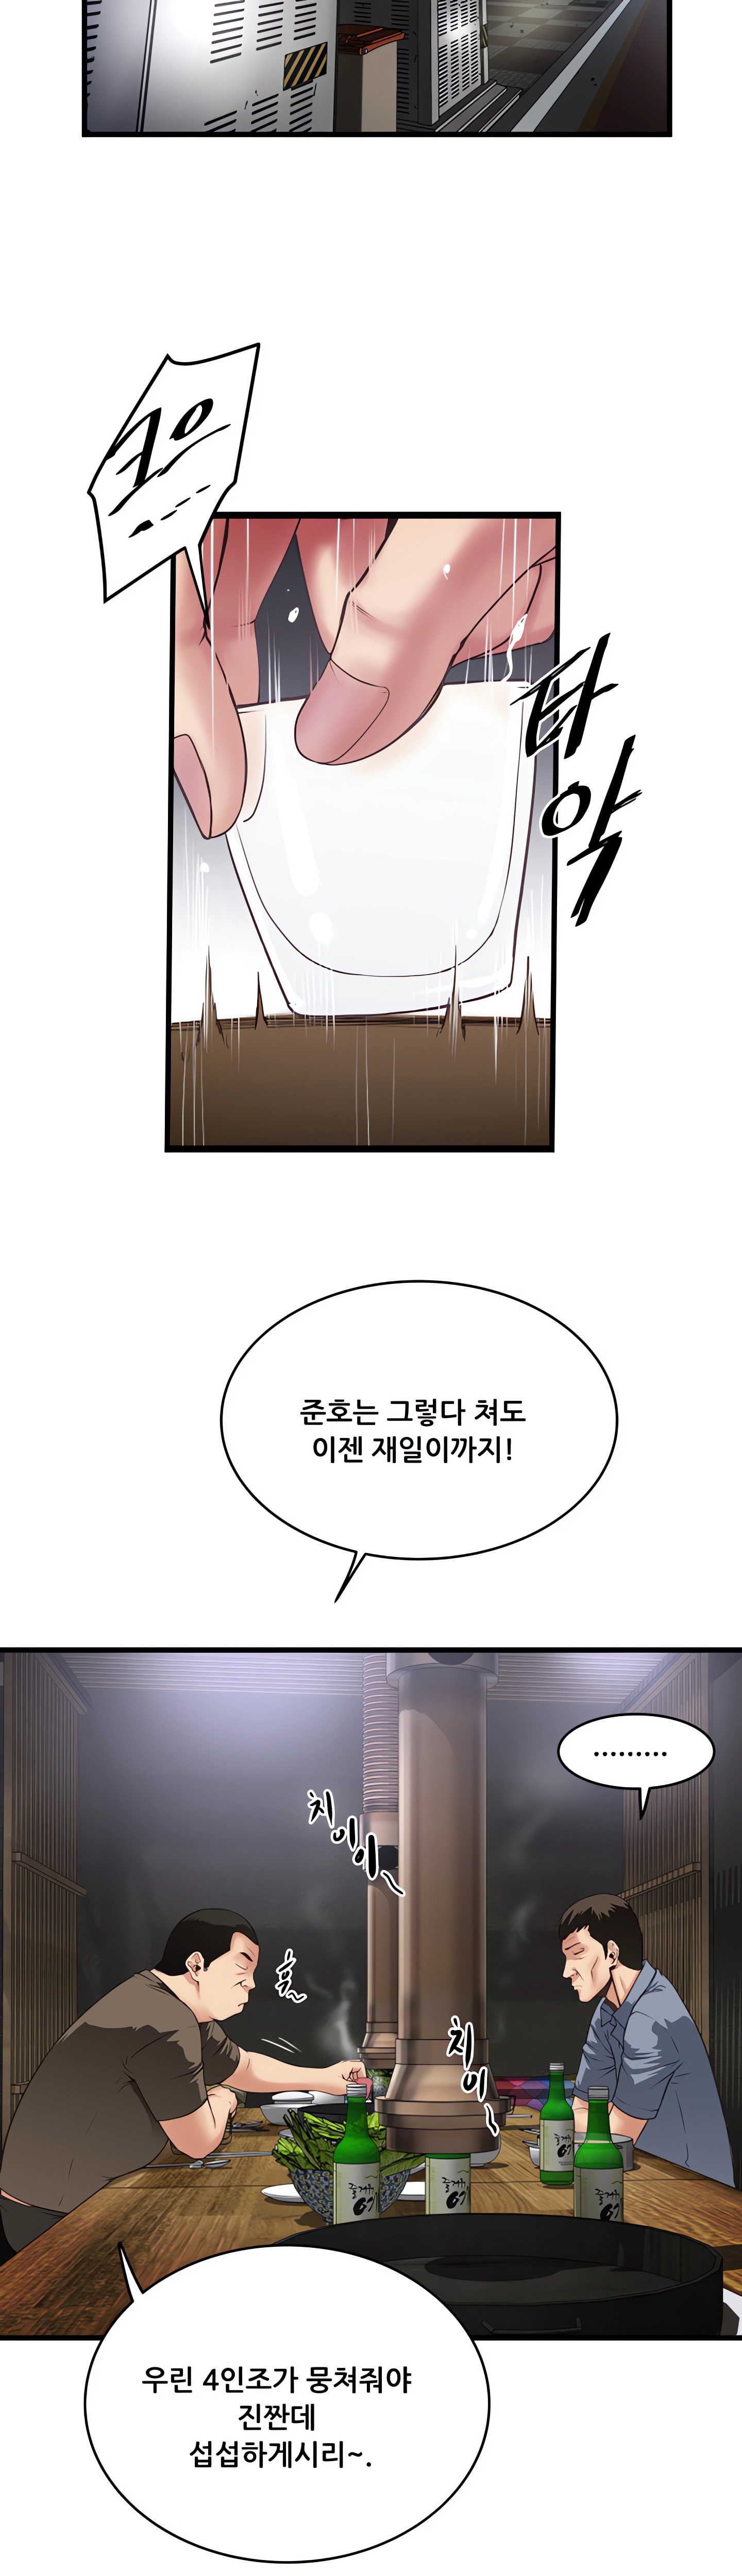 크으
타악
준호는 그렇다 쳐도
이젠 재일이까지!
………
치이이~
후~
치이~
우린 4인조가 뭉쳐줘야
진짠데
섭섭하게시리~.